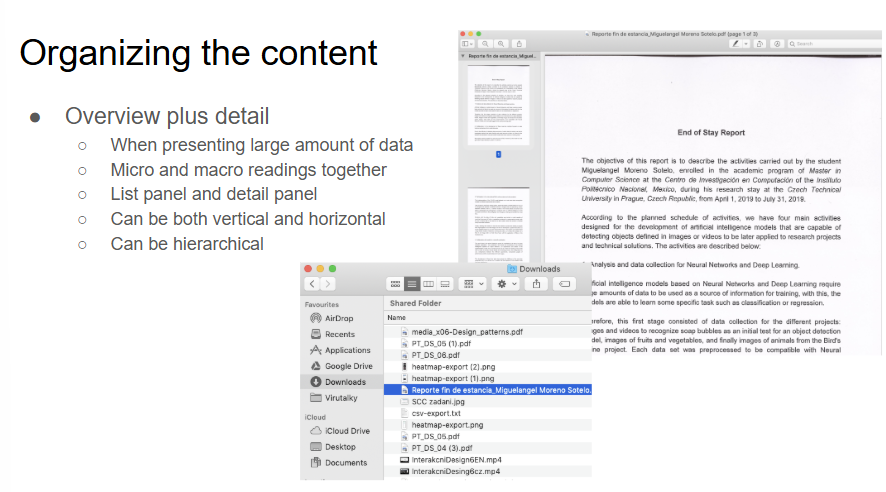 Organizing the content
● Overview plus detail
○ When presenting large amount of data
○ Micro and macro readings together
○ List panel and detail panel
○ Can be both vertical and horizontal
○ Can be hierarchical
Reporte fin de estancia_Miguelangel Moreno Sotelo.pdf (page 1 of 3)
Search
Reporte fin de estancia_Miguel...
1
End of Stay Report
The objective of this report is to describe the activities carried out by the student
Miguelangel Moreno Sotelo, enrolled in the academic program of Master in
Computer Science at the Centro de Investigación en Computación of the Instituto
Politécnico Nacional, Mexico, during his research stay at the Czech Technical
University in Prague, Czech Republic, from April 1, 2019 to July 31, 2019.
According to the planned schedule of activities, we have four main activities
designed for the development of artificial intelligence models that are capable of
detecting objects defined in images or videos to be later applied to research projects
and technical solutions. The activities are described below.
Analysis and data collection for Neural Networks and Deep Learning.
ificial intelligence models based on Neural Networks and Deep Learning require
ge amounts of data to be used as a source of information for training, with this, the
dels are able to learn some specific task such as classification or regression.
erefore, this first stage consisted of data collection for the different projects:
ges and videos to recognize soap bubbles as an initial test for an object detection
del, images of fruits and vegetables, and finally images of animals from the Bird's
ine project. Each data set was preprocessed to be compatible with Neural
Downloads
Favourites
AirDrop
Recents
Applications
Google Drive
Downloads
Virutalky
iCloud
iCloud Drive
Desktop
Documents
Shared Folder
Name
media_x06-Design_patterns.pdf
PT_DS_05 (1).pdf
PT_DS_06.pdf
heatmap-export (2).png
heatmap-export (1).png
Reporte fin de estancia_Miguelangel Moreno Sotelo.
SCC zadani.jpg
csv-export.txt
heatmap-export.png
PT_DS_05.pdf
PT_DS_04 (3).pdf
InterakcniDesign6EN.mp4
InterakcniDesing6cz.mp4